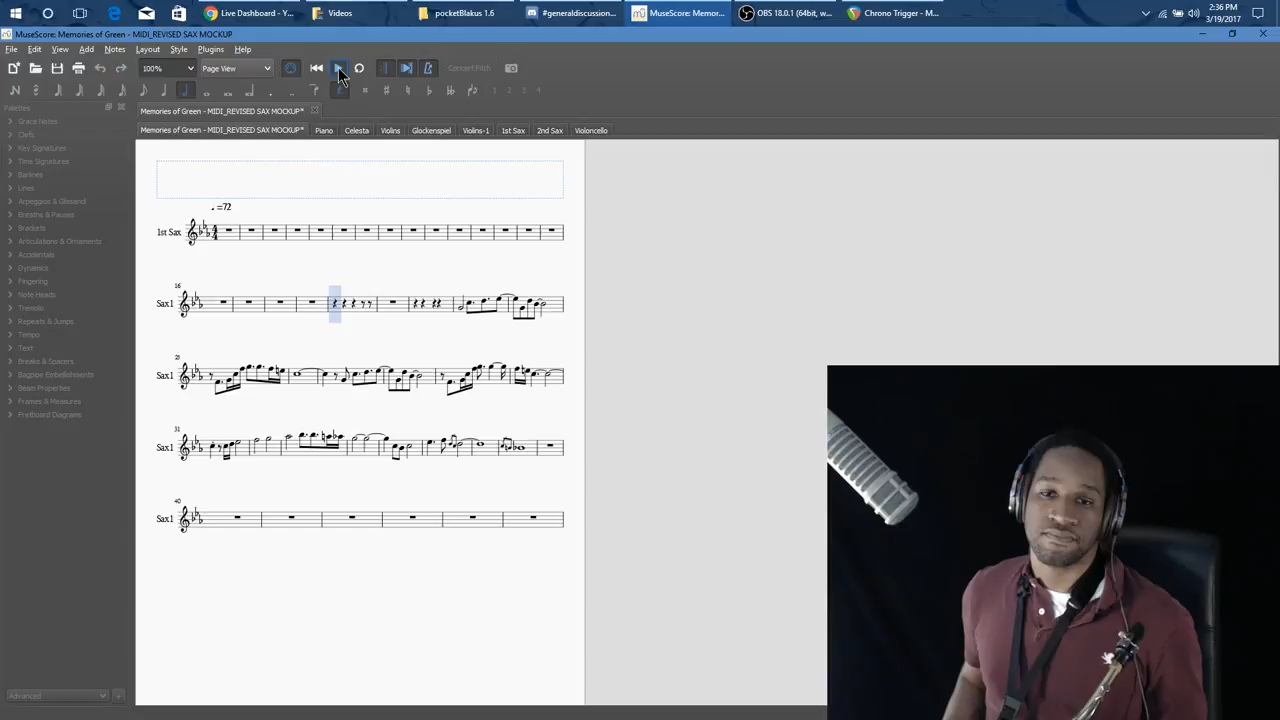 Live Dashboard - Y...
Videos
pocketBlakus 1.6
#generaldiscussion...
MuseScore: Memor...
OBS 18.0.1 (64bit, w...
Chrono Trigger - M...
2:36 PM
3/19/2017
MuseScore: Memories of Green - MIDI_REVISED SAX MOCKUP
File Edit View Add Notes Layout Style Plugins Help
100% Page View Concert Pitch
1 2 3 4
Palettes
Memories of Green - MIDI_REVISED SAX MOCKUP*
Memories of Green - MIDI_REVISED SAX MOCKUP* Piano Celesta Violins Glockenspiel Violins-1 1st Sax 2nd Sax Violoncello
Grace Notes
Clefs
Key Signatures
Time Signatures
Barlines
Lines
Arpeggios & Glissandi
Breaths & Pauses
Brackets
Articulations & Ornaments
Accidentals
Dynamics
Fingering
Note Heads
Tremolo
Repeats & Jumps
Tempo
Text
Breaks & Spacers
Bagpipe Embellishments
Beam Properties
Frames & Measures
Fretboard Diagrams
Advanced
=72
1st Sax
16
Sax1
Sax1
31
Sax1
40
Sax1